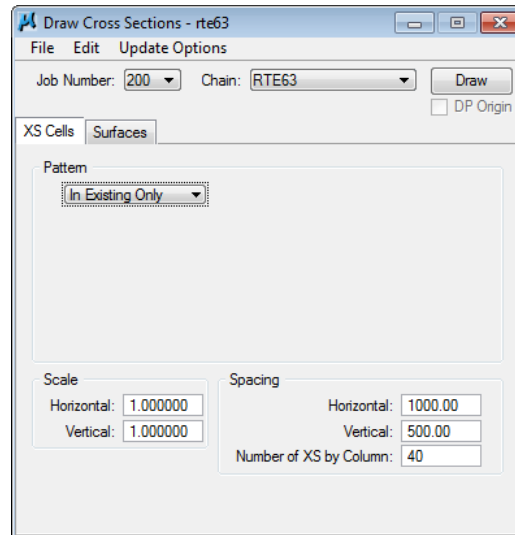 Draw Cross Sections - rte63
File Edit Update Options
Job Number: 200 Chain: RTE63 Draw
DP Origin
XS Cells Surfaces
Pattern
In Existing Only
Scale Spacing
Horizontal: 1.000000 Horizontal: 1000.00
Vertical: 1.000000 Vertical: 500.00
Number of XS by Column: 40